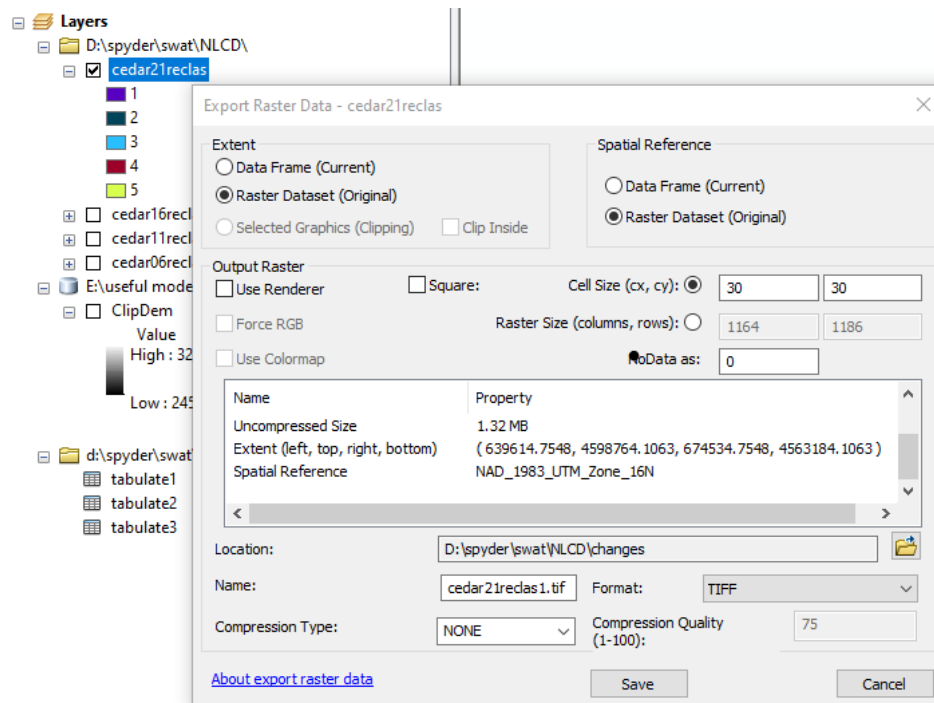 Layers
D:\spyder\swat\NLCD\
cedar21reclas
1
2
3
4
5
cedar16recl
cedar11recl
cedar06recl
E:\useful mode
ClipDem
Value
High : 32
Low : 245
d:\spyder\swat
tabulate1
tabulate2
tabulate3
Export Raster Data - cedar21reclas
Extent
Data Frame (Current)
Raster Dataset (Original)
Selected Graphics (Clipping) Clip Inside
Spatial Reference
Data Frame (Current)
Raster Dataset (Original)
Output Raster
Use Renderer Square: Cell Size (cx, cy): 30 30
Force RGB Raster Size (columns, rows): 1164 1186
Use Colormap NoData as: 0
Name Property
Uncompressed Size 1.32 MB
Extent (left, top, right, bottom) ( 639614.7548, 4598764.1063, 674534.7548, 4563184.1063 )
Spatial Reference NAD_1983_UTM_Zone_16N
Location: D:\spyder\swat\NLCD\changes
Name: cedar21reclas1.tif Format: TIFF
Compression Type: NONE Compression Quality (1-100): 75
About export raster data Save Cancel